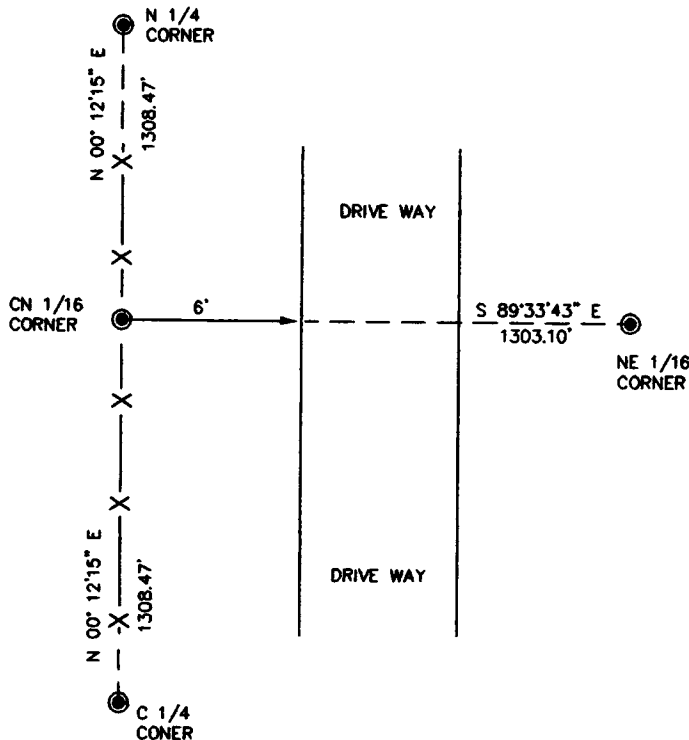 N 1/4
CORNER
N 00° 12'15" E
1308.47'
DRIVE WAY
CN 1/16
CORNER
6'
S 89°33'43" E
1303.10'
NE 1/16
CORNER
DRIVE WAY
N 00° 12'15" E
1308.47'
C 1/4
CONER